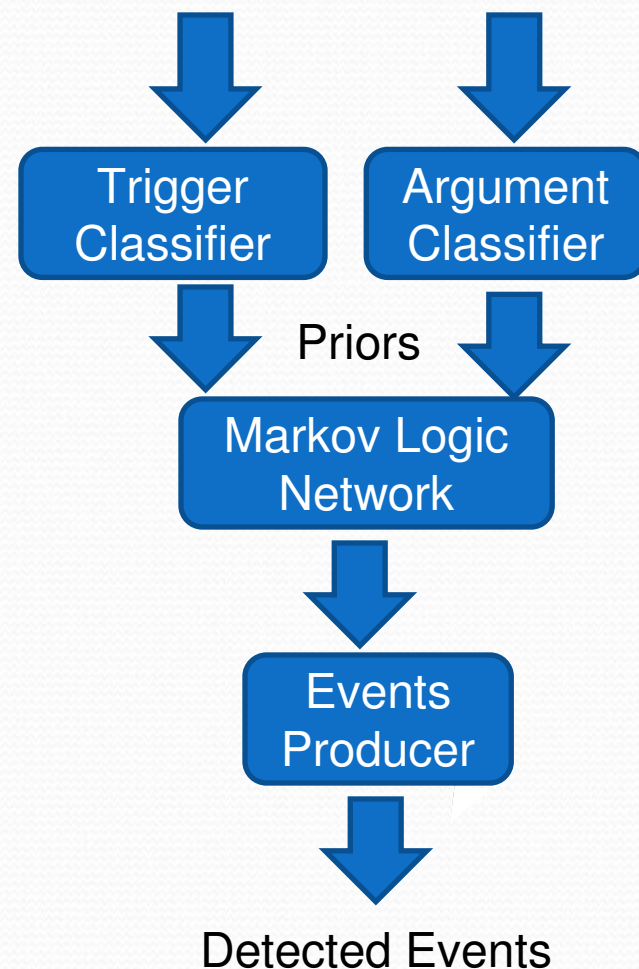 Trigger
Classifier
Argument
Classifier
Priors
Markov Logic
Network
Events
Producer
Detected Events